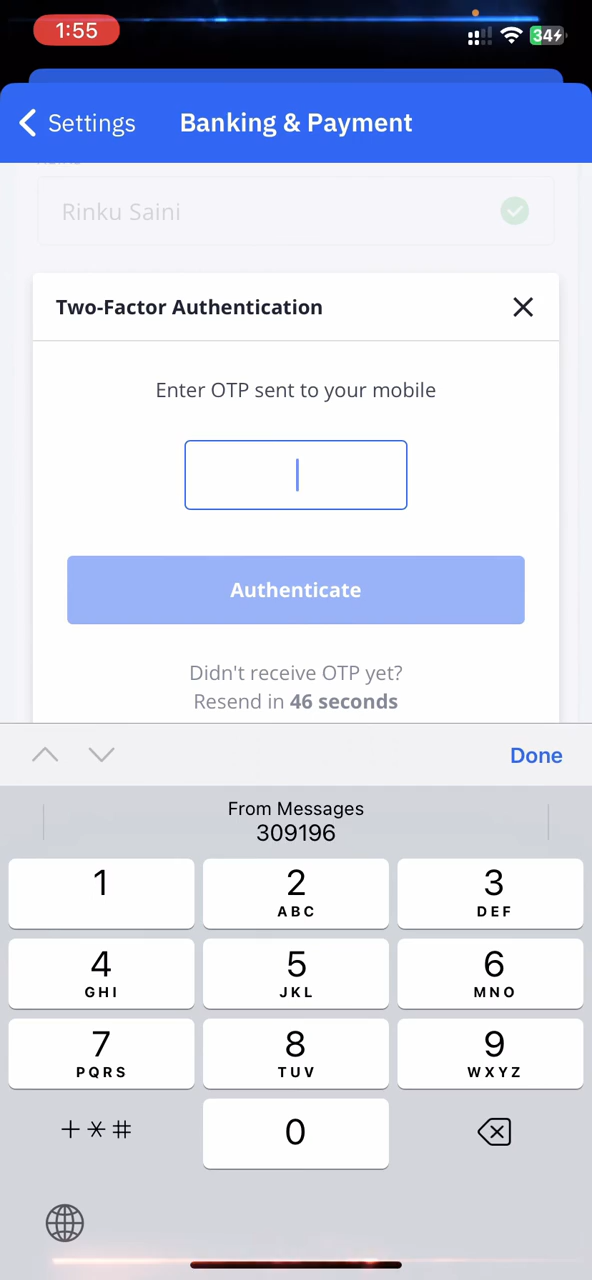 1:55
34
Settings
Banking & Payment
Rinku Saini
Two-Factor Authentication
Enter OTP sent to your mobile
Authenticate
Didn't receive OTP yet?
Resend in 46 seconds
Done
From Messages
309196
1
2
ABC
3
DEF
4
GHI
5
JKL
6
MNO
7
PQRS
8
TUV
9
WXYZ
+*#
0